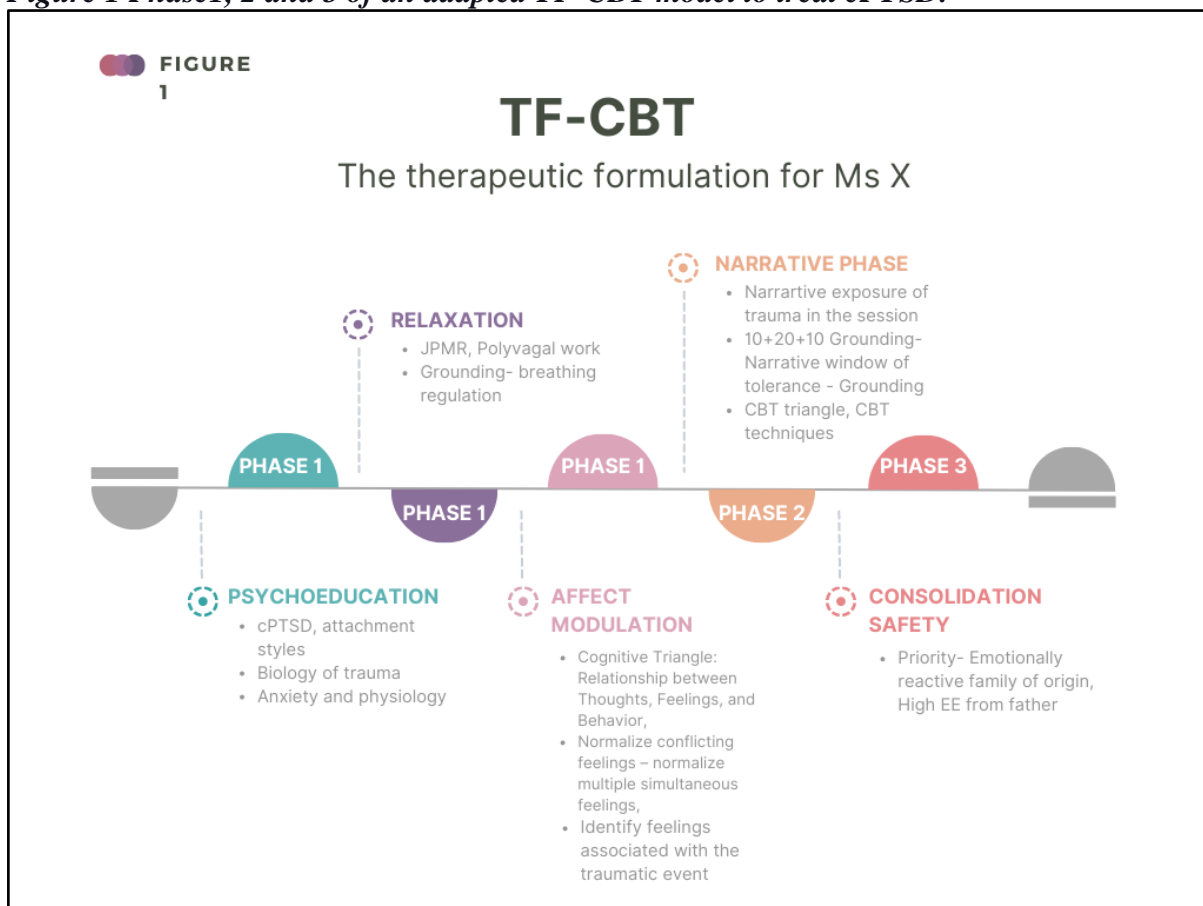 FIGURE
1
TF-CBT
The therapeutic formulation for Ms X
NARRATIVE PHASE
• Narrartive exposure of
trauma in the session
• 10+20+10 Grounding-
Narrative window of
tolerance - Grounding
• CBT triangle, CBT
techniques
RELAXATION
• JPMR, Polyvagal work
• Grounding- breathing
regulation
PHASE 1
PHASE 1
PHASE 1
PHASE 2
PHASE 3
PSYCHOEDUCATION
• cPTSD, attachment
styles
• Biology of trauma
• Anxiety and physiology
AFFECT
MODULATION
• Cognitive Triangle:
Relationship between
Thoughts, Feelings, and
Behavior,
• Normalize conflicting
feelings – normalize
multiple simultaneous
feelings,
• Identify feelings
associated with the
traumatic event
CONSOLIDATION
SAFETY
• Priority- Emotionally
reactive family of origin,
High EE from father